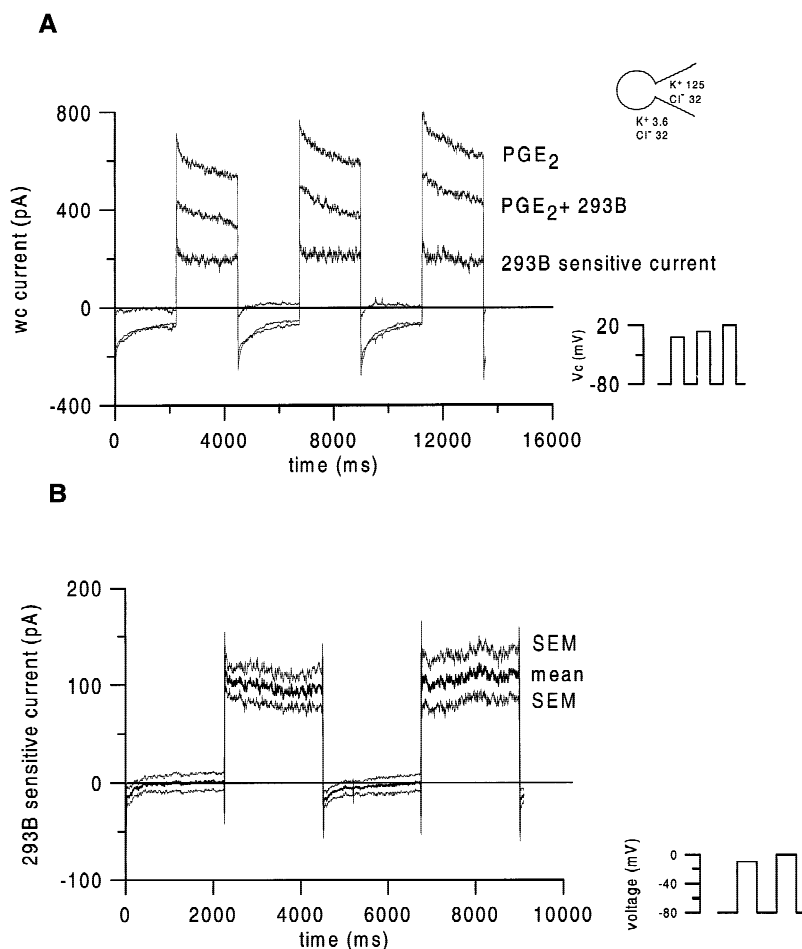 A
K+ 125
Cl- 32
K+ 3.6
Cl- 32
800
400
0
-400
wc current (pA)
PGE2
PGE2+ 293B
293B sensitive current
20
-80
Vc (mV)
0
4000
8000
12000
16000
time (ms)
B
200
100
0
-100
293B sensitive currrent (pA)
SEM
mean
SEM
0
-40
-80
voltage (mV)
0
2000
4000
6000
8000
10000
time (ms)